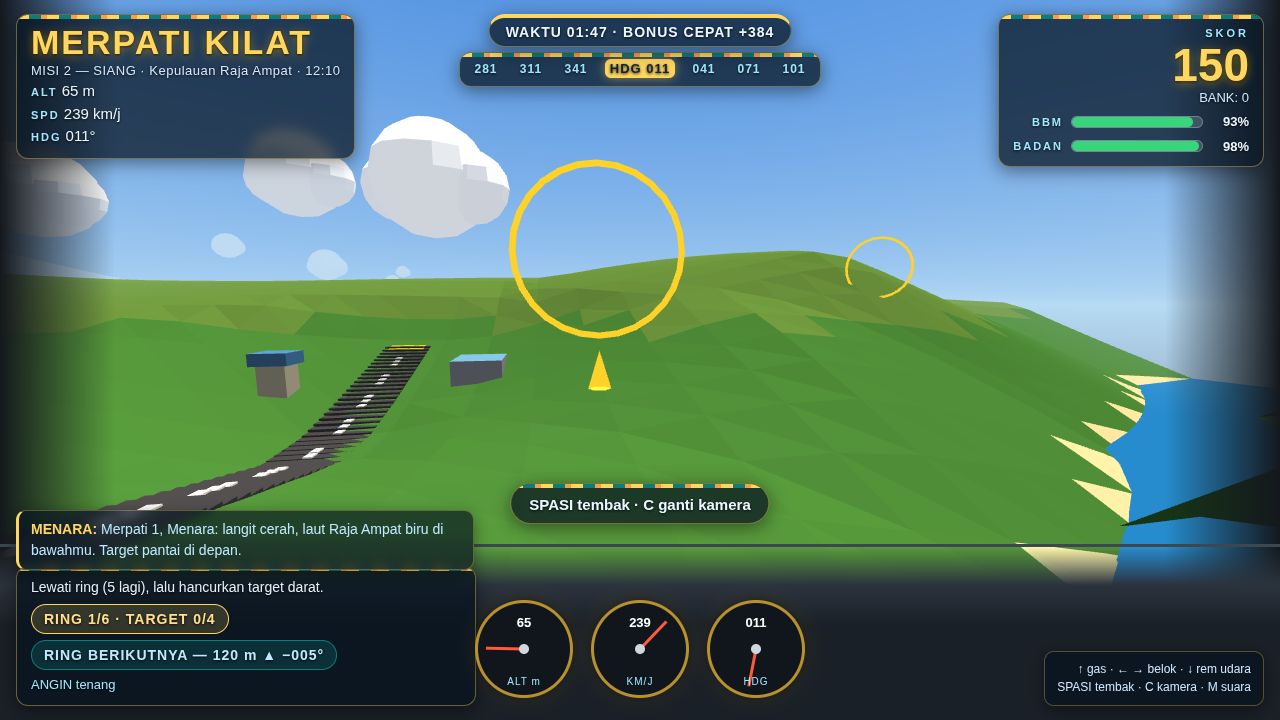 MERPATI KILAT
MISI 2 — SIANG · Kepulauan Raja Ampat · 12:10
ALT 65 m
SPD 239 km/j
HDG 011°
WAKTU 01:47 · BONUS CEPAT +384
281 311 341 HDG 011 041 071 101
SKOR
150
BANK: 0
BBM 93%
BADAN 98%
SPASI tembak · C ganti kamera
MENARA: Merpati 1, Menara: langit cerah, laut Raja Ampat biru di
bawahmu. Target pantai di depan.
Lewati ring (5 lagi), lalu hancurkan target darat.
RING 1/6 · TARGET 0/4
RING BERIKUTNYA — 120 m ▲ −005°
ANGIN tenang
65
ALT m
239
KM/J
011
HDG
↑ gas · ← → belok · ↓ rem udara
SPASI tembak · C kamera · M suara